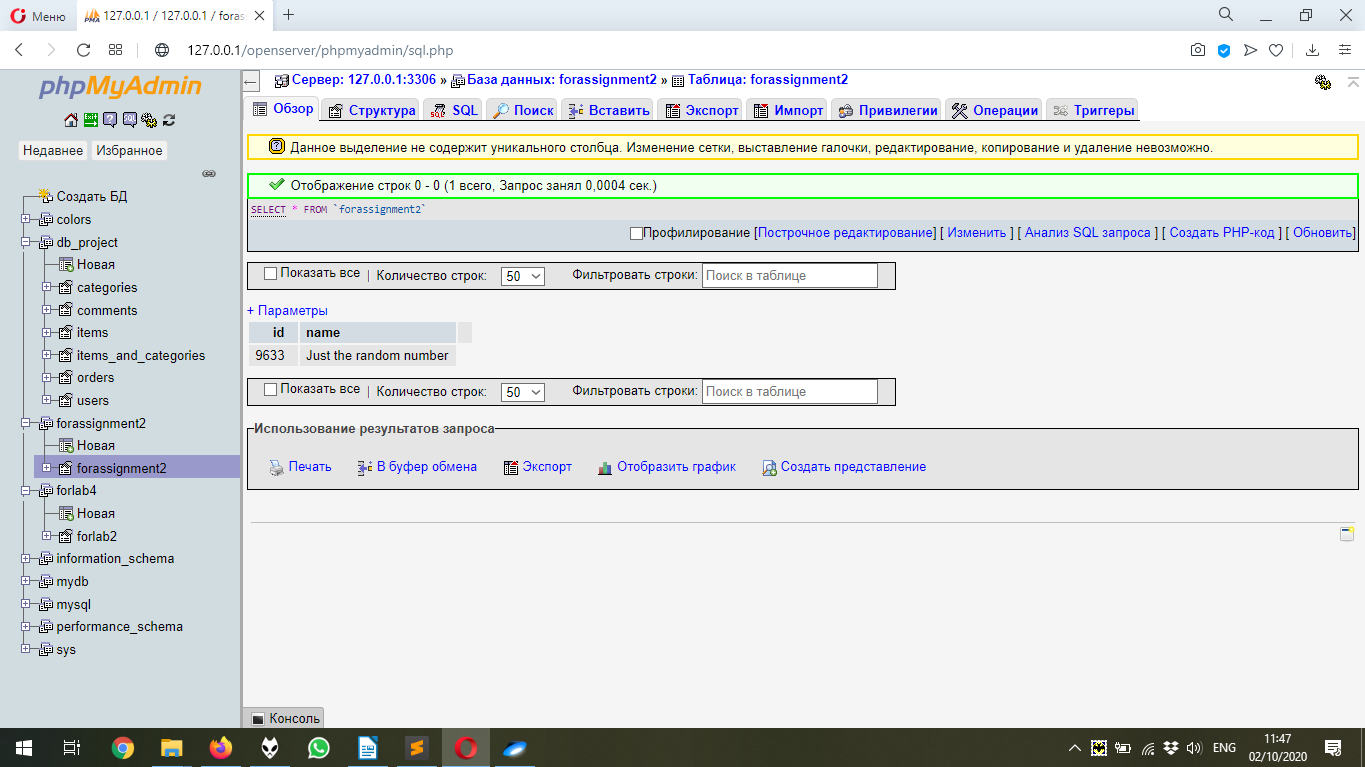 Меню
127.0.0.1 / 127.0.0.1 / foras
127.0.0.1/openserver/phpmyadmin/sql.php
phpMyAdmin
Недавнее Избранное
Создать БД
colors
db_project
Новая
categories
comments
items
items_and_categories
orders
users
forassignment2
Новая
forassignment2
forlab4
Новая
forlab2
information_schema
mydb
mysql
performance_schema
sys
Сервер: 127.0.0.1:3306 » База данных: forassignment2 » Таблица: forassignment2
Обзор Структура SQL Поиск Вставить Экспорт Импорт Привилегии Операции Триггеры
Данное выделение не содержит уникального столбца. Изменение сетки, выставление галочки, редактирование, копирование и удаление невозможно.
Отображение строк 0 - 0 (1 всего, Запрос занял 0,0004 сек.)
SELECT * FROM `forassignment2`
Профилирование [Построчное редактирование] [ Изменить ] [ Анализ SQL запроса ] [ Создать PHP-код ] [ Обновить]
Показать все | Количество строк: 50 Фильтровать строки: Поиск в таблице
+ Параметры
id name
9633 Just the random number
Показать все | Количество строк: 50 Фильтровать строки: Поиск в таблице
Использование результатов запроса
Печать В буфер обмена Экспорт Отобразить график Создать представление
Консоль
ENG
11:47
02/10/2020